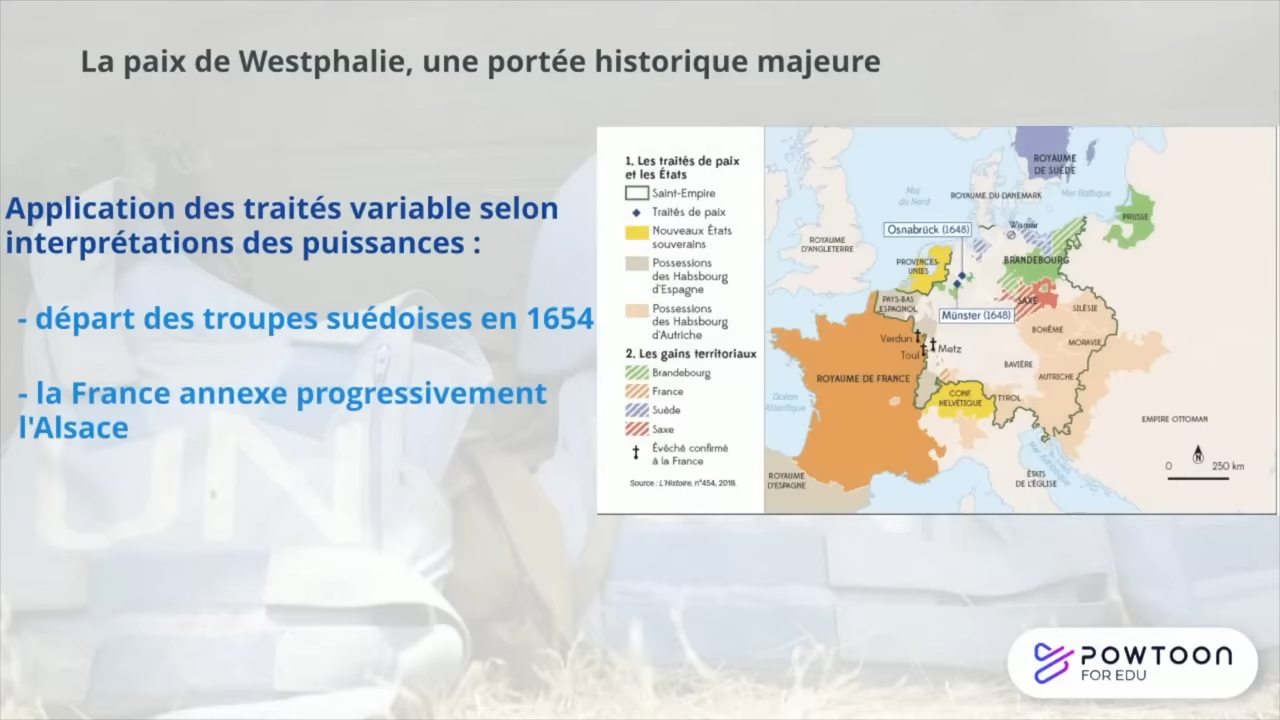 La paix de Westphalie, une portée historique majeure
Application des traités variable selon
interprétations des puissances :
- départ des troupes suédoises en 1654
- la France annexe progressivement
l'Alsace
1. Les traités de paix
et les États
Saint-Empire
Traités de paix
Nouveaux États
souverains
Possessions
des Habsbourg
d'Espagne
Possessions
des Habsbourg
d'Autriche
2. Les gains territoriaux
Brandebourg
France
Suède
Saxe
Évêché confirmé
à la France
Source : L'Histoire, n°454, 2018.
ROYAUME
DE SUÈDE
Mer
du Nord
ROYAUME DU DANEMARK
Mer Baltique
PRUSSE
Osnabrück (1648)
Wismar
ROYAUME
D'ANGLETERRE
PROVINCES-
UNIES
BRANDEBOURG
PAYS-BAS
ESPAGNOL
Münster (1648)
SAXE
SILÉSIE
BOHÊME
MORAVIE
Verdun
Metz
Toul
BAVIÈRE
ROYAUME DE FRANCE
AUTRICHE
Océan
Atlantique
CONF.
HELVÉTIQUE
TYROL
EMPIRE OTTOMAN
Mer Adriatique
N
0 250 km
ROYAUME
D'ESPAGNE
ÉTATS
DE L'ÉGLISE
UN
POWTOON
FOR EDU